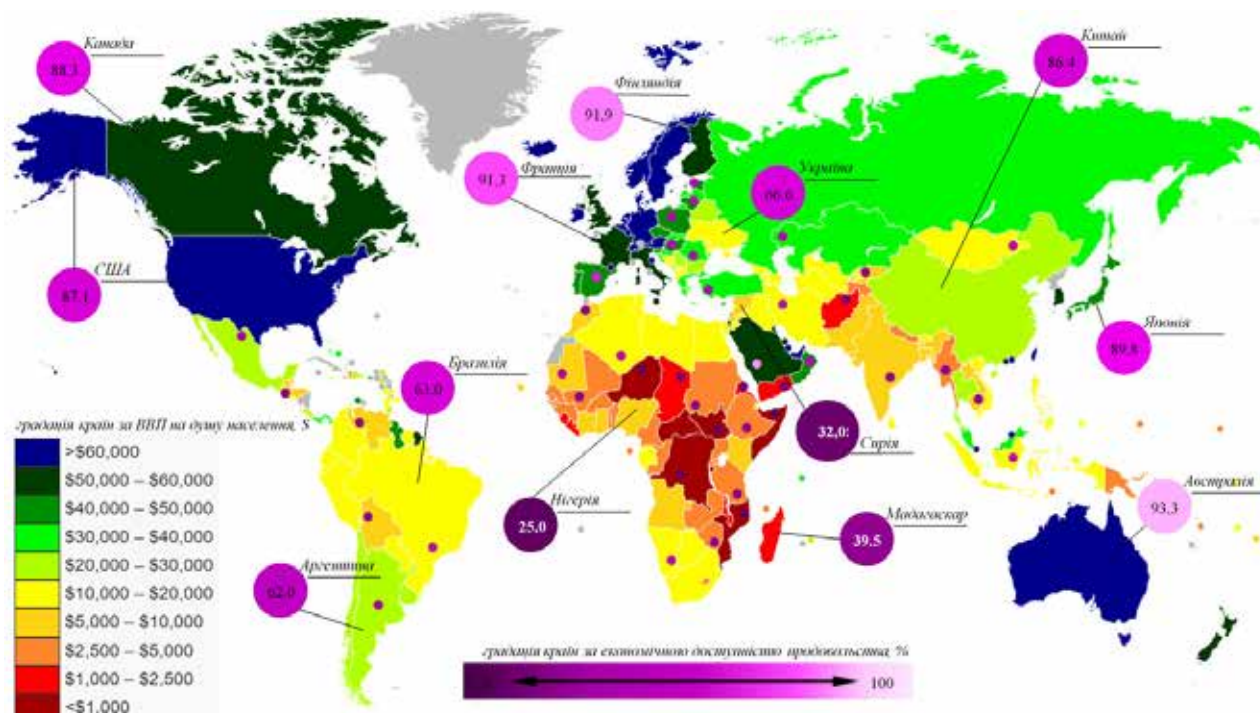 Канада
88.3
Китай
86.4
Фінляндія
91,9
Франція
91,3
Україна
США
87.1
Японія
89.8
Бразилія
63.0
32,0:
Сирія
Австралія
93.3
Нігерія
25,0
Мадагаскар
39.5
Аргентина
62.0
градація країн за ВВП на душу населення, $
>$60,000
$50,000 – $60,000
$40,000 – $50,000
$30,000 – $40,000
$20,000 – $30,000
$10,000 – $20,000
$5,000 – $10,000
$2,500 – $5,000
$1,000 – $2,500
<$1,000
градація країн за економічною доступністю продовольства, %
100